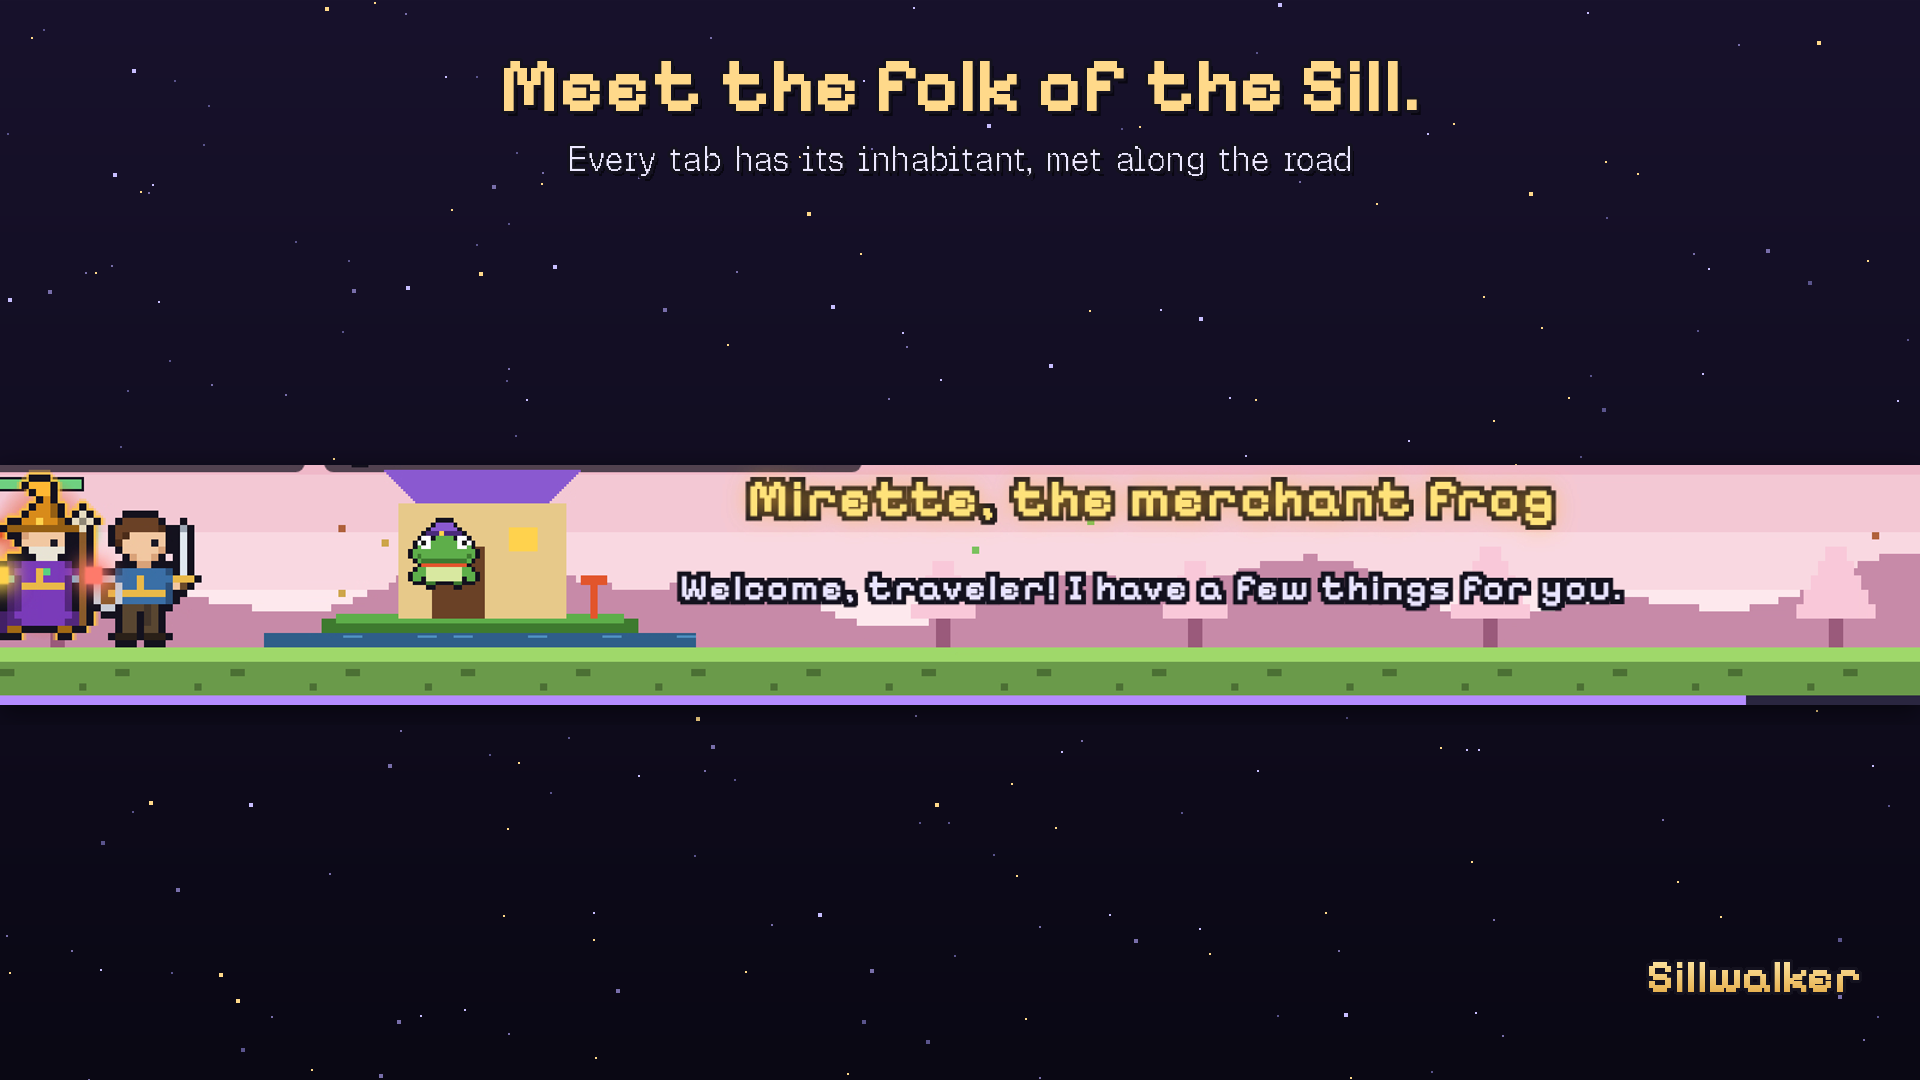 Meet the Folk of the Sill.
Every tab has its inhabitant, met along the road
Mirette, the merchant frog
Welcome, traveler! I have a few things for you.
Sillwalker